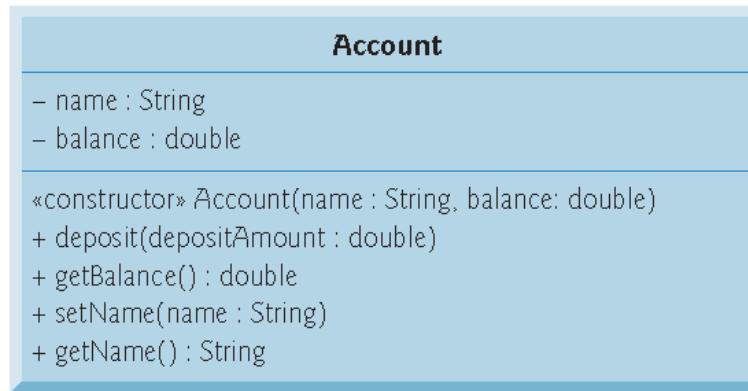 Account
– name : String
– balance : double
«constructor» Account(name : String, balance: double)
+ deposit(depositAmount : double)
+ getBalance() : double
+ setName(name : String)
+ getName() : String